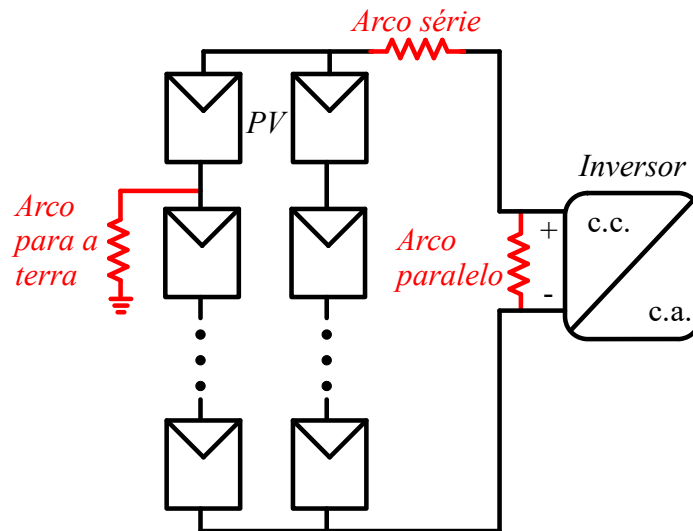 Arco série
PV
Inversor
Arco
para a
terra
Arco
paralelo
+
c.c.
-
c.a.